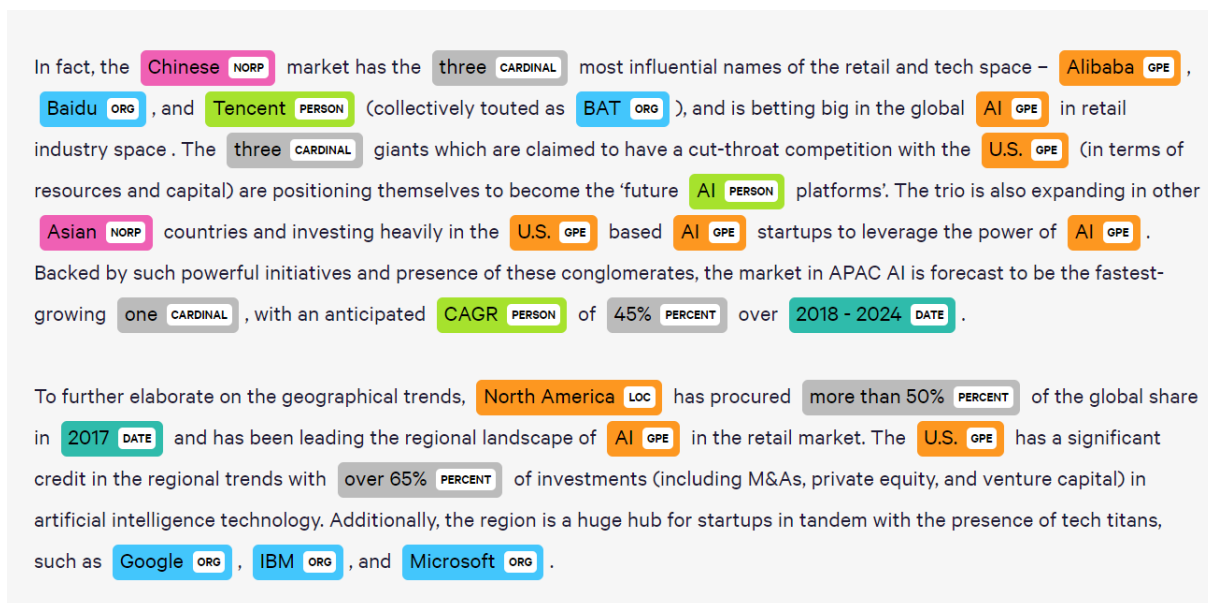 In fact, the Chinese NORP market has the three CARDINAL most influential names of the retail and tech space – Alibaba GPE ,
Baidu ORG , and Tencent PERSON (collectively touted as BAT ORG ), and is betting big in the global AI GPE in retail
industry space . The three CARDINAL giants which are claimed to have a cut-throat competition with the U.S. GPE (in terms of
resources and capital) are positioning themselves to become the ‘future AI PERSON platforms’. The trio is also expanding in other
Asian NORP countries and investing heavily in the U.S. GPE based AI GPE startups to leverage the power of AI GPE .
Backed by such powerful initiatives and presence of these conglomerates, the market in APAC AI is forecast to be the fastest-
growing one CARDINAL , with an anticipated CAGR PERSON of 45% PERCENT over 2018 - 2024 DATE .
To further elaborate on the geographical trends, North America LOC has procured more than 50% PERCENT of the global share
in 2017 DATE and has been leading the regional landscape of AI GPE in the retail market. The U.S. GPE has a significant
credit in the regional trends with over 65% PERCENT of investments (including M&As, private equity, and venture capital) in
artificial intelligence technology. Additionally, the region is a huge hub for startups in tandem with the presence of tech titans,
such as Google ORG , IBM ORG , and Microsoft ORG .